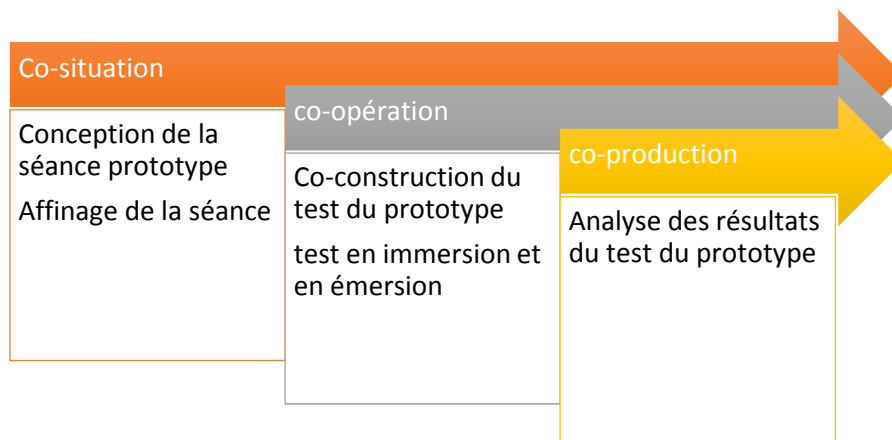 Co-situation
Conception de la
séance prototype
Affinage de la séance
co-opération
Co-construction du
test du prototype
test en immersion et
en émersion
co-production
Analyse des résultats
du test du prototype